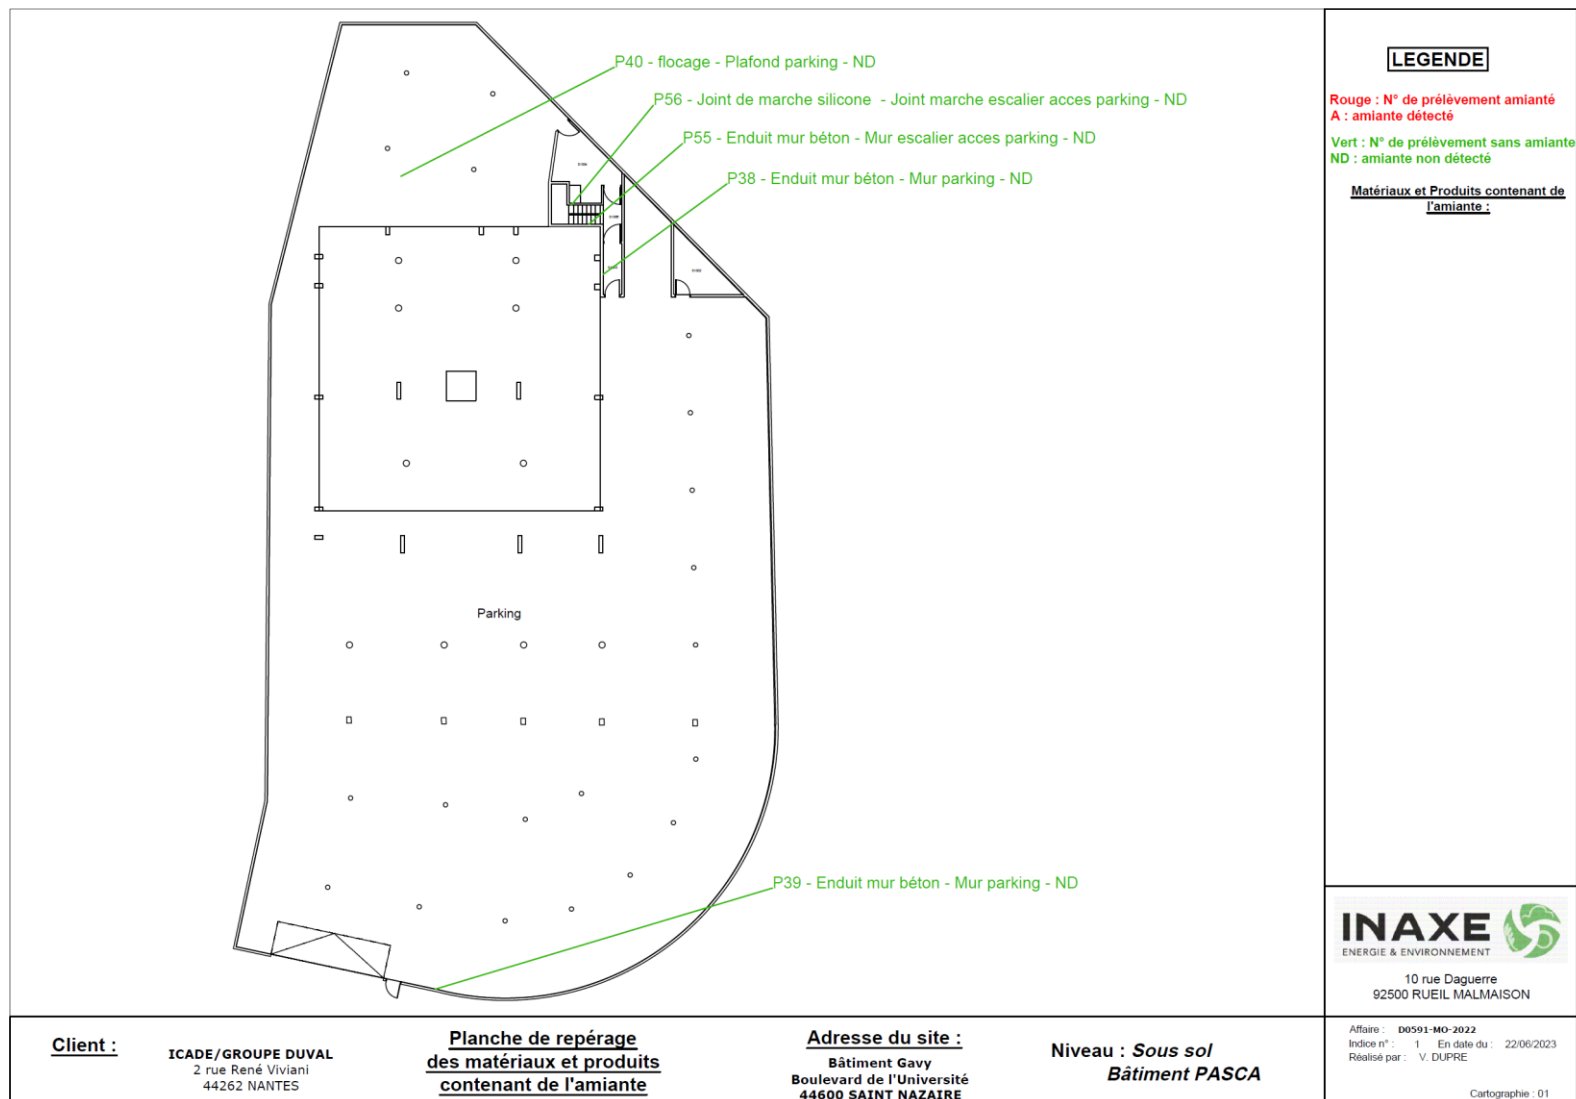 P40 - flocage - Plafond parking - ND
P56 - Joint de marche silicone - Joint marche escalier acces parking - ND
P55 - Enduit mur béton - Mur escalier acces parking - ND
P38 - Enduit mur béton - Mur parking - ND
Parking
P39 - Enduit mur béton - Mur parking - ND
LEGENDE
Rouge : N° de prélèvement amianté
A : amiante détecté
Vert : N° de prélèvement sans amiante
ND : amiante non détecté
Matériaux et Produits contenant de
l'amiante :
INAXE
ENERGIE & ENVIRONNEMENT
10 rue Daguerre
92500 RUEIL MALMAISON
Client :
ICADE/GROUPE DUVAL
2 rue René Viviani
44262 NANTES
Planche de repérage
des matériaux et produits
contenant de l'amiante
Adresse du site :
Bâtiment Gavy
Boulevard de l'Université
44600 SAINT NAZAIRE
Niveau : Sous sol
Bâtiment PASCA
Affaire : D0591-MO-2022
Indice n° : 1 En date du : 22/06/2023
Réalisé par : V. DUPRE
Cartographie : 01